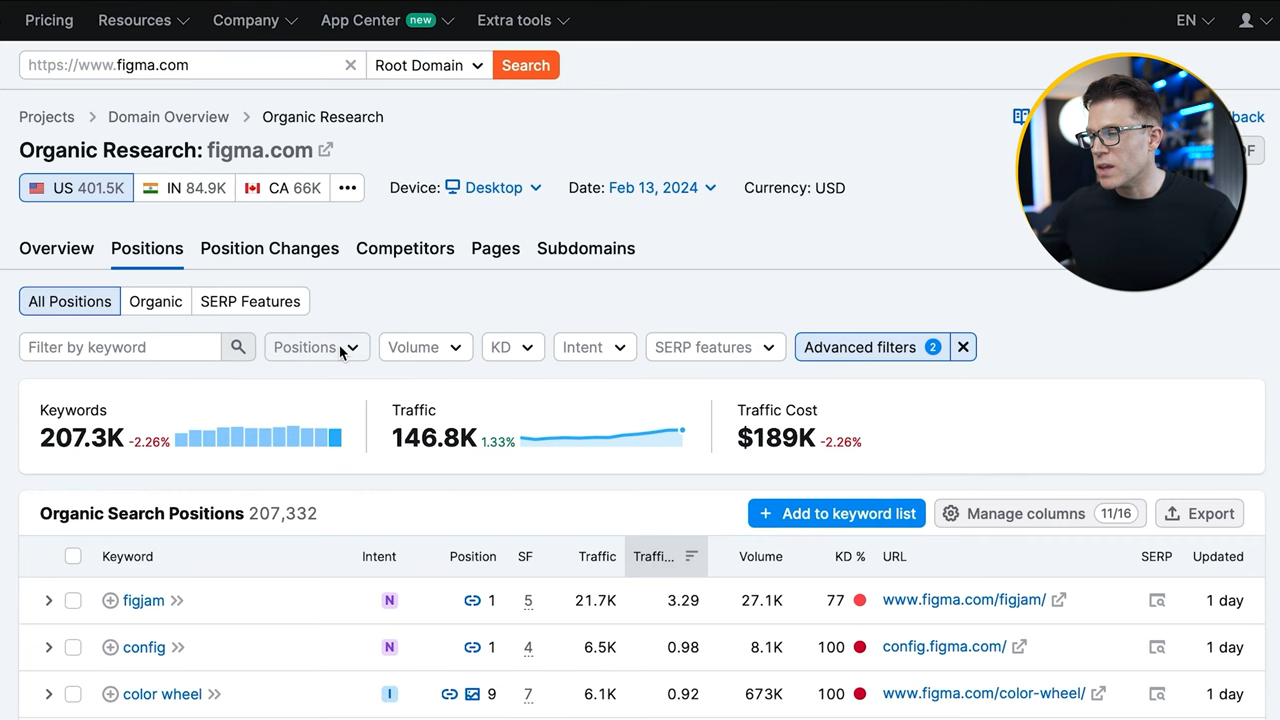 Pricing Resources Company App Center new Extra tools EN
https://www.figma.com Root Domain Search
Projects Domain Overview Organic Research
Organic Research: figma.com
US 401.5K IN 84.9K CA 66K ••• Device: Desktop Date: Feb 13, 2024 Currency: USD
Overview Positions Position Changes Competitors Pages Subdomains
All Positions Organic SERP Features
Filter by keyword Positions Volume KD Intent SERP features Advanced filters 2
Keywords Traffic Traffic Cost
207.3K -2.26% 146.8K 1.33% $189K -2.26%
Organic Search Positions 207,332 + Add to keyword list Manage columns 11/16 Export
Keyword Intent Position SF Traffic Traffi... Volume KD % URL SERP Updated
figjam N 1 5 21.7K 3.29 27.1K 77 www.figma.com/figjam/ 1 day
config N 1 4 6.5K 0.98 8.1K 100 config.figma.com/ 1 day
color wheel I 9 7 6.1K 0.92 673K 100 www.figma.com/color-wheel/ 1 day